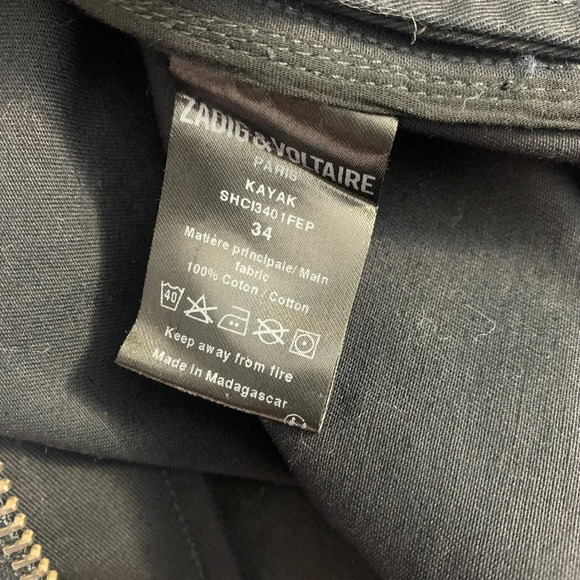 ZADIG&VOLTAIRE
PARIS
KAYAK
SHCI3401FEP
34
Matière principale/ Main
fabric
100% Coton / Cotton
40
Keep away from fire
Made in Madagascar